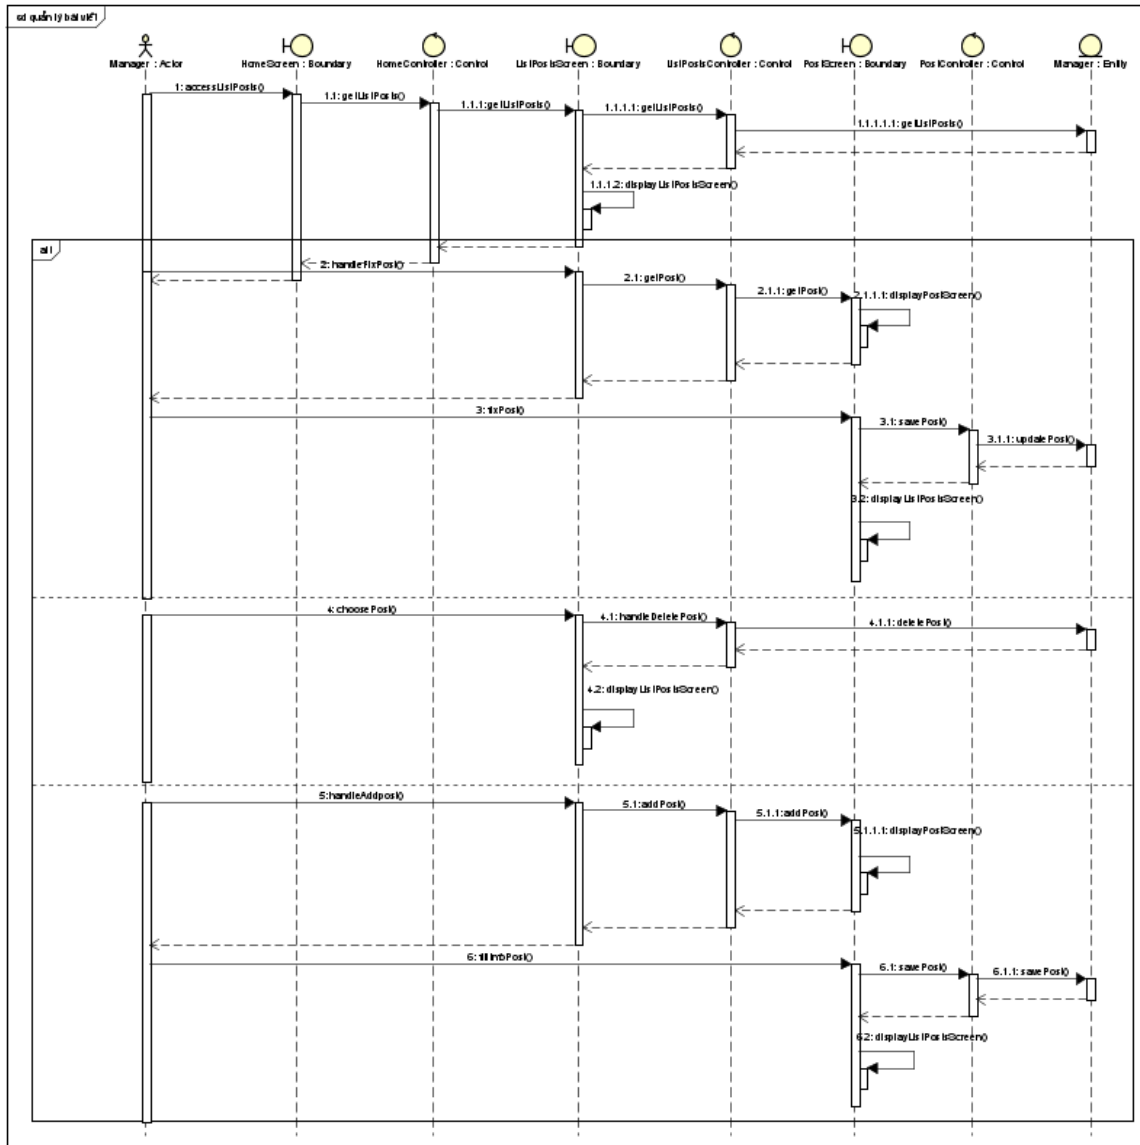 sd quản lý bài viết
Manager : Actor
HomeScreen : Boundary
HomeController : Control
ListPostsScreen : Boundary
ListPostsController : Control
PostScreen : Boundary
PostController : Control
Manager : Entity
1: accessListPosts()
1.1: getListPosts()
1.1.1: getListPosts()
1.1.1.1: getListPosts()
1.1.1.1.1: getListPosts()
1.1.1.2: displayListPostsScreen()
alt
2: handleFixPost()
2.1: getPost()
2.1.1: getPost()
2.1.1.1: displayPostScreen()
3: fixPost()
3.1: savePost()
3.1.1: updatePost()
3.2: displayListPostsScreen()
4: choosePost()
4.1: handleDeletePost()
4.1.1: deletePost()
4.2: displayListPostsScreen()
5:handleAddpost()
5.1:addPost()
5.1.1:addPost()
5.1.1.1: displayPostScreen()
6: fillInfoPost()
6.1: savePost()
6.1.1: savePost()
6.2: displayListPostsScreen()